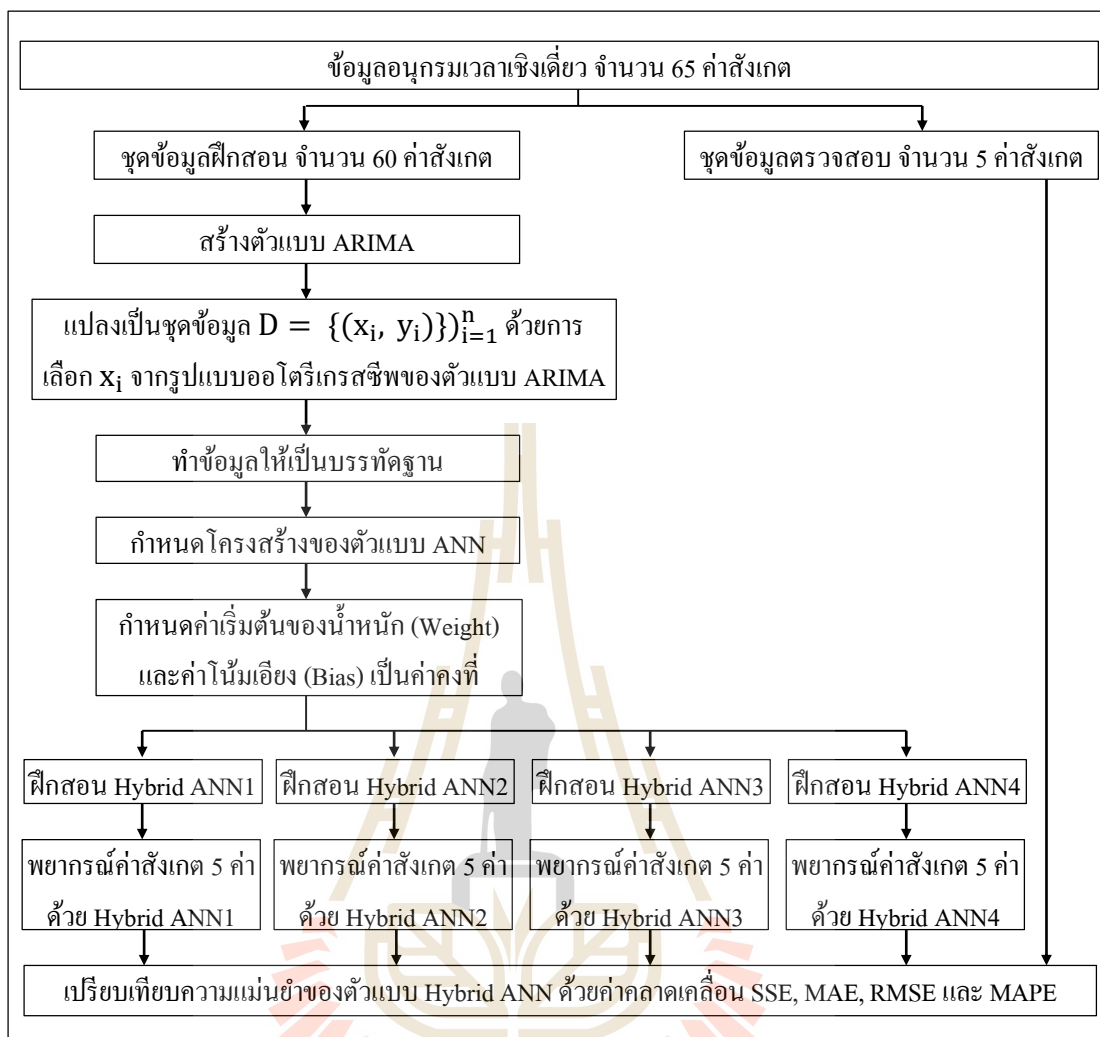 ข้อมูลอนุกรมเวลาเชิงเดี่ยว จำนวน 65 ค่าสังเกต
ชุดข้อมูลฝึกสอน จำนวน 60 ค่าสังเกต
ชุดข้อมูลตรวจสอบ จำนวน 5 ค่าสังเกต
สร้างตัวแบบ ARIMA
แปลงเป็นชุดข้อมูล D = {(xᵢ, yᵢ)})ⁿᵢ₌₁ ด้วยการ
เลือก xᵢ จากรูปแบบออโตรีเกรสซีพของตัวแบบ ARIMA
ทำข้อมูลให้เป็นบรรทัดฐาน
กำหนดโครงสร้างของตัวแบบ ANN
กำหนดค่าเริ่มต้นของน้ำหนัก (Weight)
และค่าโน้มเอียง (Bias) เป็นค่าคงที่
ฝึกสอน Hybrid ANN1
ฝึกสอน Hybrid ANN2
ฝึกสอน Hybrid ANN3
ฝึกสอน Hybrid ANN4
พยากรณ์ค่าสังเกต 5 ค่า
ด้วย Hybrid ANN1
พยากรณ์ค่าสังเกต 5 ค่า
ด้วย Hybrid ANN2
พยากรณ์ค่าสังเกต 5 ค่า
ด้วย Hybrid ANN3
พยากรณ์ค่าสังเกต 5 ค่า
ด้วย Hybrid ANN4
เปรียบเทียบความแม่นยำของตัวแบบ Hybrid ANN ด้วยค่าคลาดเคลื่อน SSE, MAE, RMSE และ MAPE